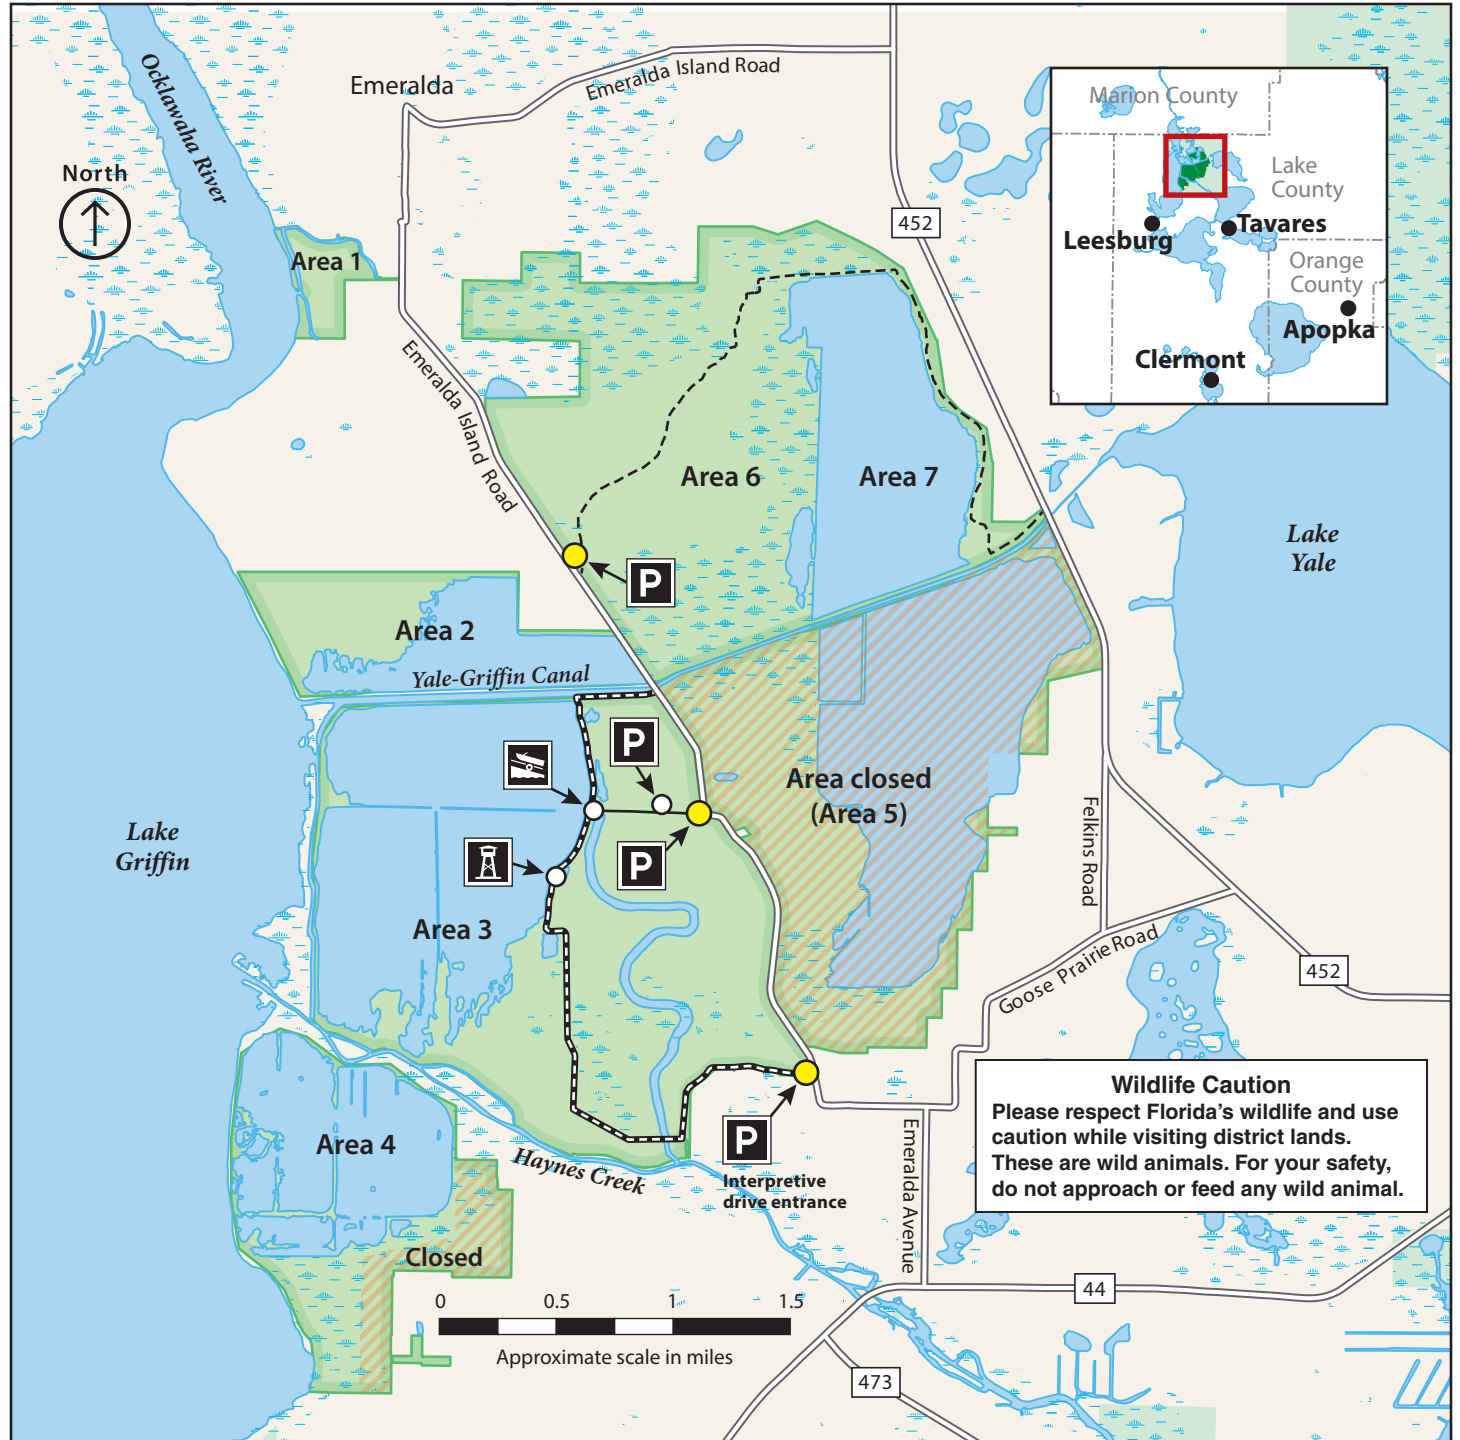 Ocklawaha River
Emeralda
Emeralda Island Road
North
452
Marion County
Lake
County
Leesburg
Tavares
Orange
County
Apopka
Clermont
Area 1
Emeralda Island Road
Area 6
Area 7
Lake
Yale
P
Area 2
Yale-Griffin Canal
P
Area closed
(Area 5)
Felkins Road
Lake
Griffin
P
Area 3
Goose Prairie Road
452
Wildlife Caution
Please respect Florida’s wildlife and use
caution while visiting district lands.
These are wild animals. For your safety,
do not approach or feed any wild animal.
Area 4
P
Haynes Creek
Interpretive
drive entrance
Emeralda Avenue
Closed
44
0 0.5 1 1.5
Approximate scale in miles
473